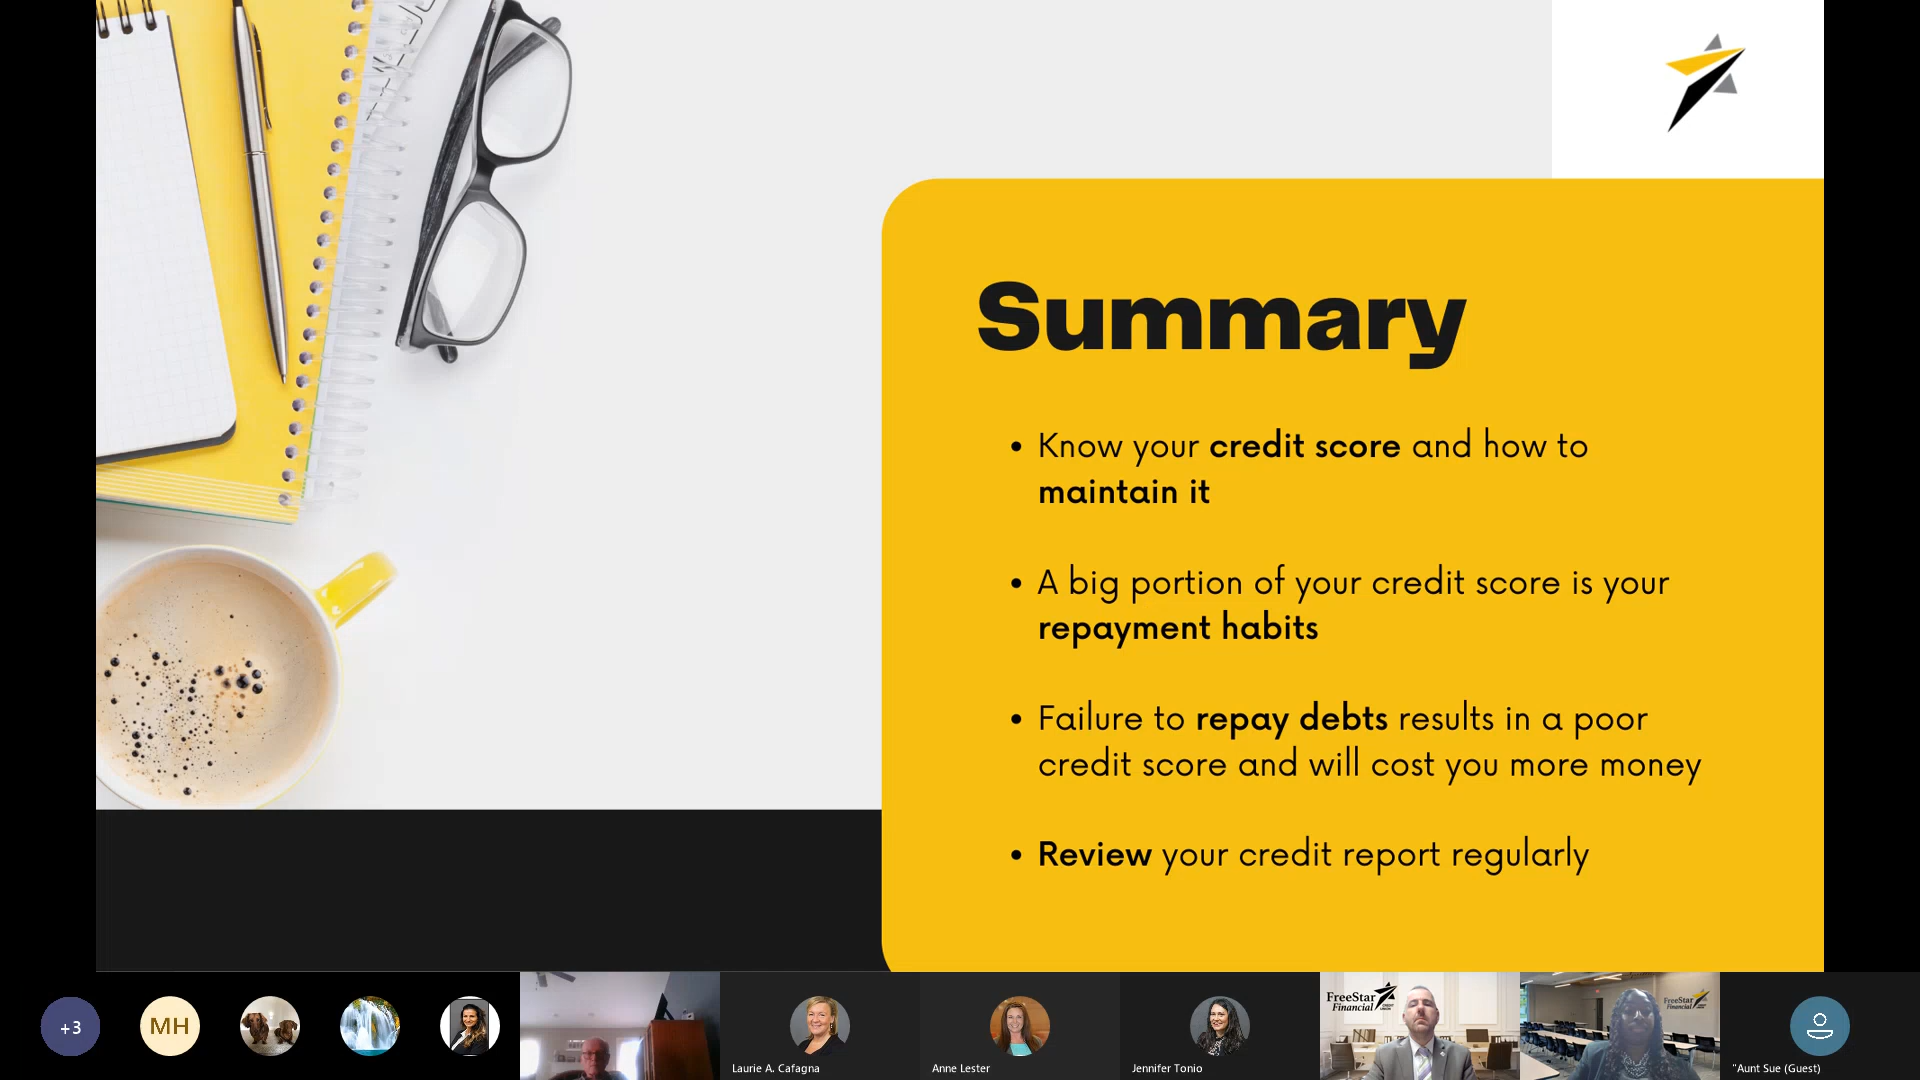 Summary
• Know your credit score and how to
maintain it
• A big portion of your credit score is your
repayment habits
• Failure to repay debts results in a poor
credit score and will cost you more money
• Review your credit report regularly
+3
MH
Laurie A. Cafagna
Anne Lester
Jennifer Tonio
FreeStar
Financial
FreeStar
Financial
"Aunt Sue (Guest)